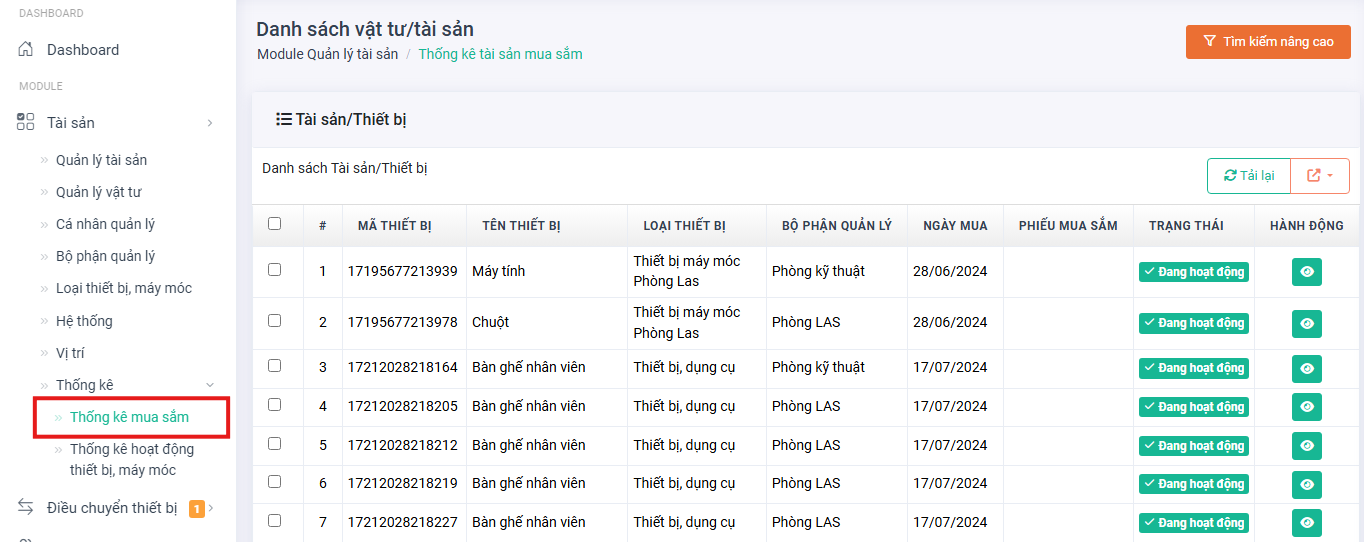 DASHBOARD
Dashboard
MODULE
Tài sản
Quản lý tài sản
Quản lý vật tư
Cá nhân quản lý
Bộ phận quản lý
Loại thiết bị, máy móc
Hệ thống
Vị trí
Thống kê
Thống kê mua sắm
Thống kê hoạt động
thiết bị, máy móc
Điều chuyển thiết bị 1
Danh sách vật tư/tài sản
Module Quản lý tài sản / Thống kê tài sản mua sắm
Tìm kiếm nâng cao
Tài sản/Thiết bị
Danh sách Tài sản/Thiết bị
Tải lại
# MÃ THIẾT BỊ TÊN THIẾT BỊ LOẠI THIẾT BỊ BỘ PHẬN QUẢN LÝ NGÀY MUA PHIẾU MUA SẮM TRẠNG THÁI HÀNH ĐỘNG
1 17195677213939 Máy tính Thiết bị máy móc Phòng kỹ thuật 28/06/2024 Đang hoạt động
Phòng Las
2 17195677213978 Chuột Thiết bị máy móc Phòng LAS 28/06/2024 Đang hoạt động
Phòng Las
3 17212028218164 Bàn ghế nhân viên Thiết bị, dụng cụ Phòng kỹ thuật 17/07/2024 Đang hoạt động
4 17212028218205 Bàn ghế nhân viên Thiết bị, dụng cụ Phòng LAS 17/07/2024 Đang hoạt động
5 17212028218212 Bàn ghế nhân viên Thiết bị, dụng cụ Phòng LAS 17/07/2024 Đang hoạt động
6 17212028218219 Bàn ghế nhân viên Thiết bị, dụng cụ Phòng LAS 17/07/2024 Đang hoạt động
7 17212028218227 Bàn ghế nhân viên Thiết bị, dụng cụ Phòng LAS 17/07/2024 Đang hoạt động